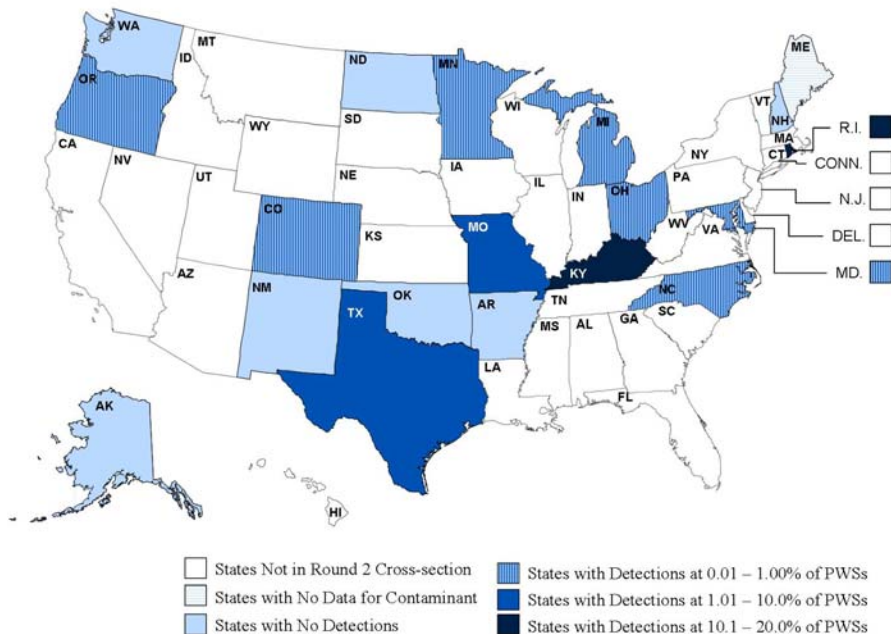 WA
ME
MT
ND
ID
MN
OR
VT
WI
SD
NH
MI
MA
R.I.
WY
NY
CT
CA
IA
CONN.
NV
NE
PA
UT
IL
IN
OH
N.J.
CO
WV
VA
DEL.
MO
KS
KY
MD.
AZ
NM
OK
AR
TN
NC
SC
TX
MS
AL
GA
LA
FL
AK
HI
States Not in Round 2 Cross-section
States with No Data for Contaminant
States with No Detections
States with Detections at 0.01 – 1.00% of PWSs
States with Detections at 1.01 – 10.0% of PWSs
States with Detections at 10.1 – 20.0% of PWSs